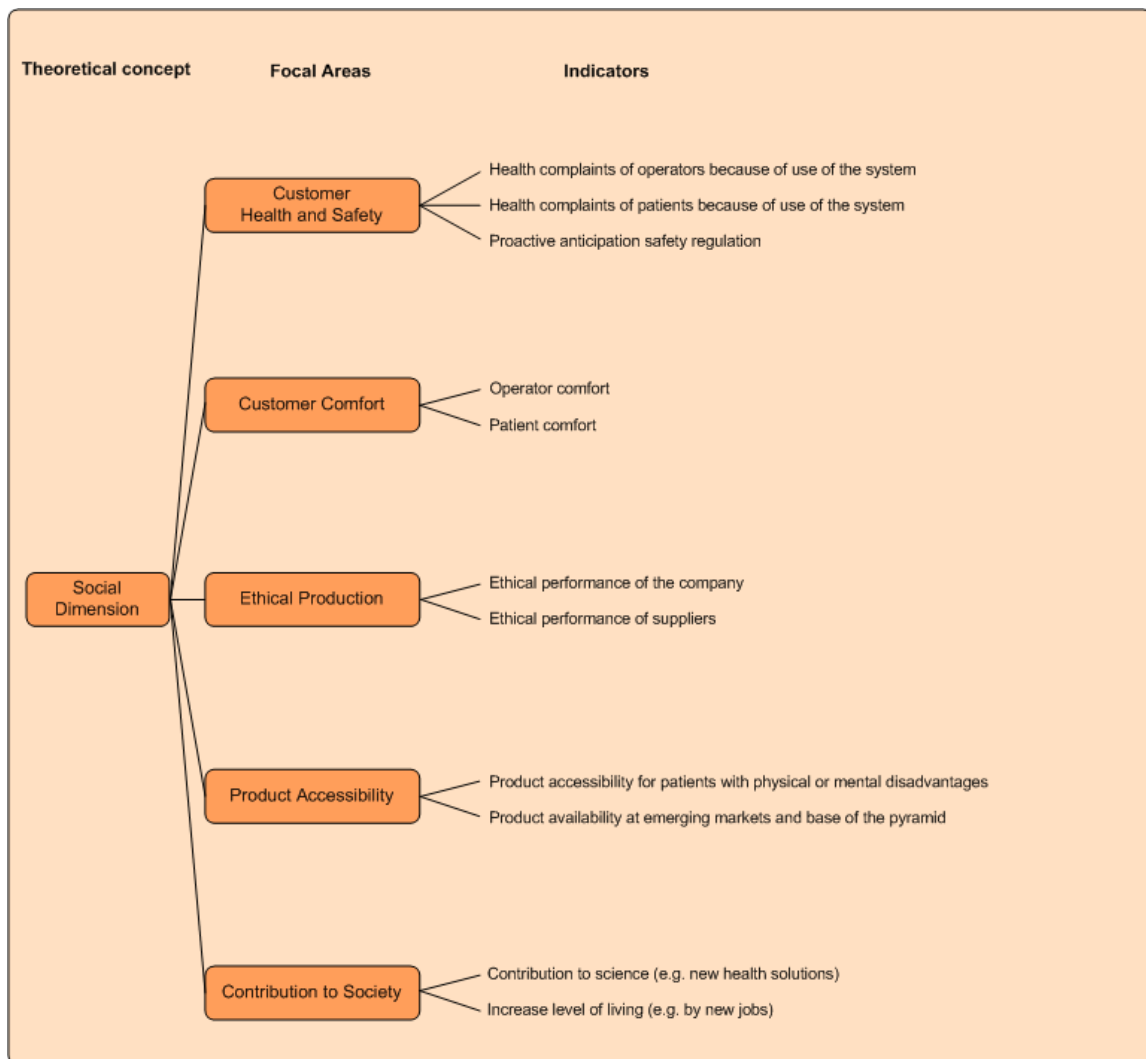 Theoretical concept
Focal Areas
Indicators
Customer
Health and Safety
Health complaints of operators because of use of the system
Health complaints of patients because of use of the system
Proactive anticipation safety regulation
Customer Comfort
Operator comfort
Patient comfort
Social
Dimension
Ethical Production
Ethical performance of the company
Ethical performance of suppliers
Product Accessibility
Product accessibility for patients with physical or mental disadvantages
Product availability at emerging markets and base of the pyramid
Contribution to Society
Contribution to science (e.g. new health solutions)
Increase level of living (e.g. by new jobs)